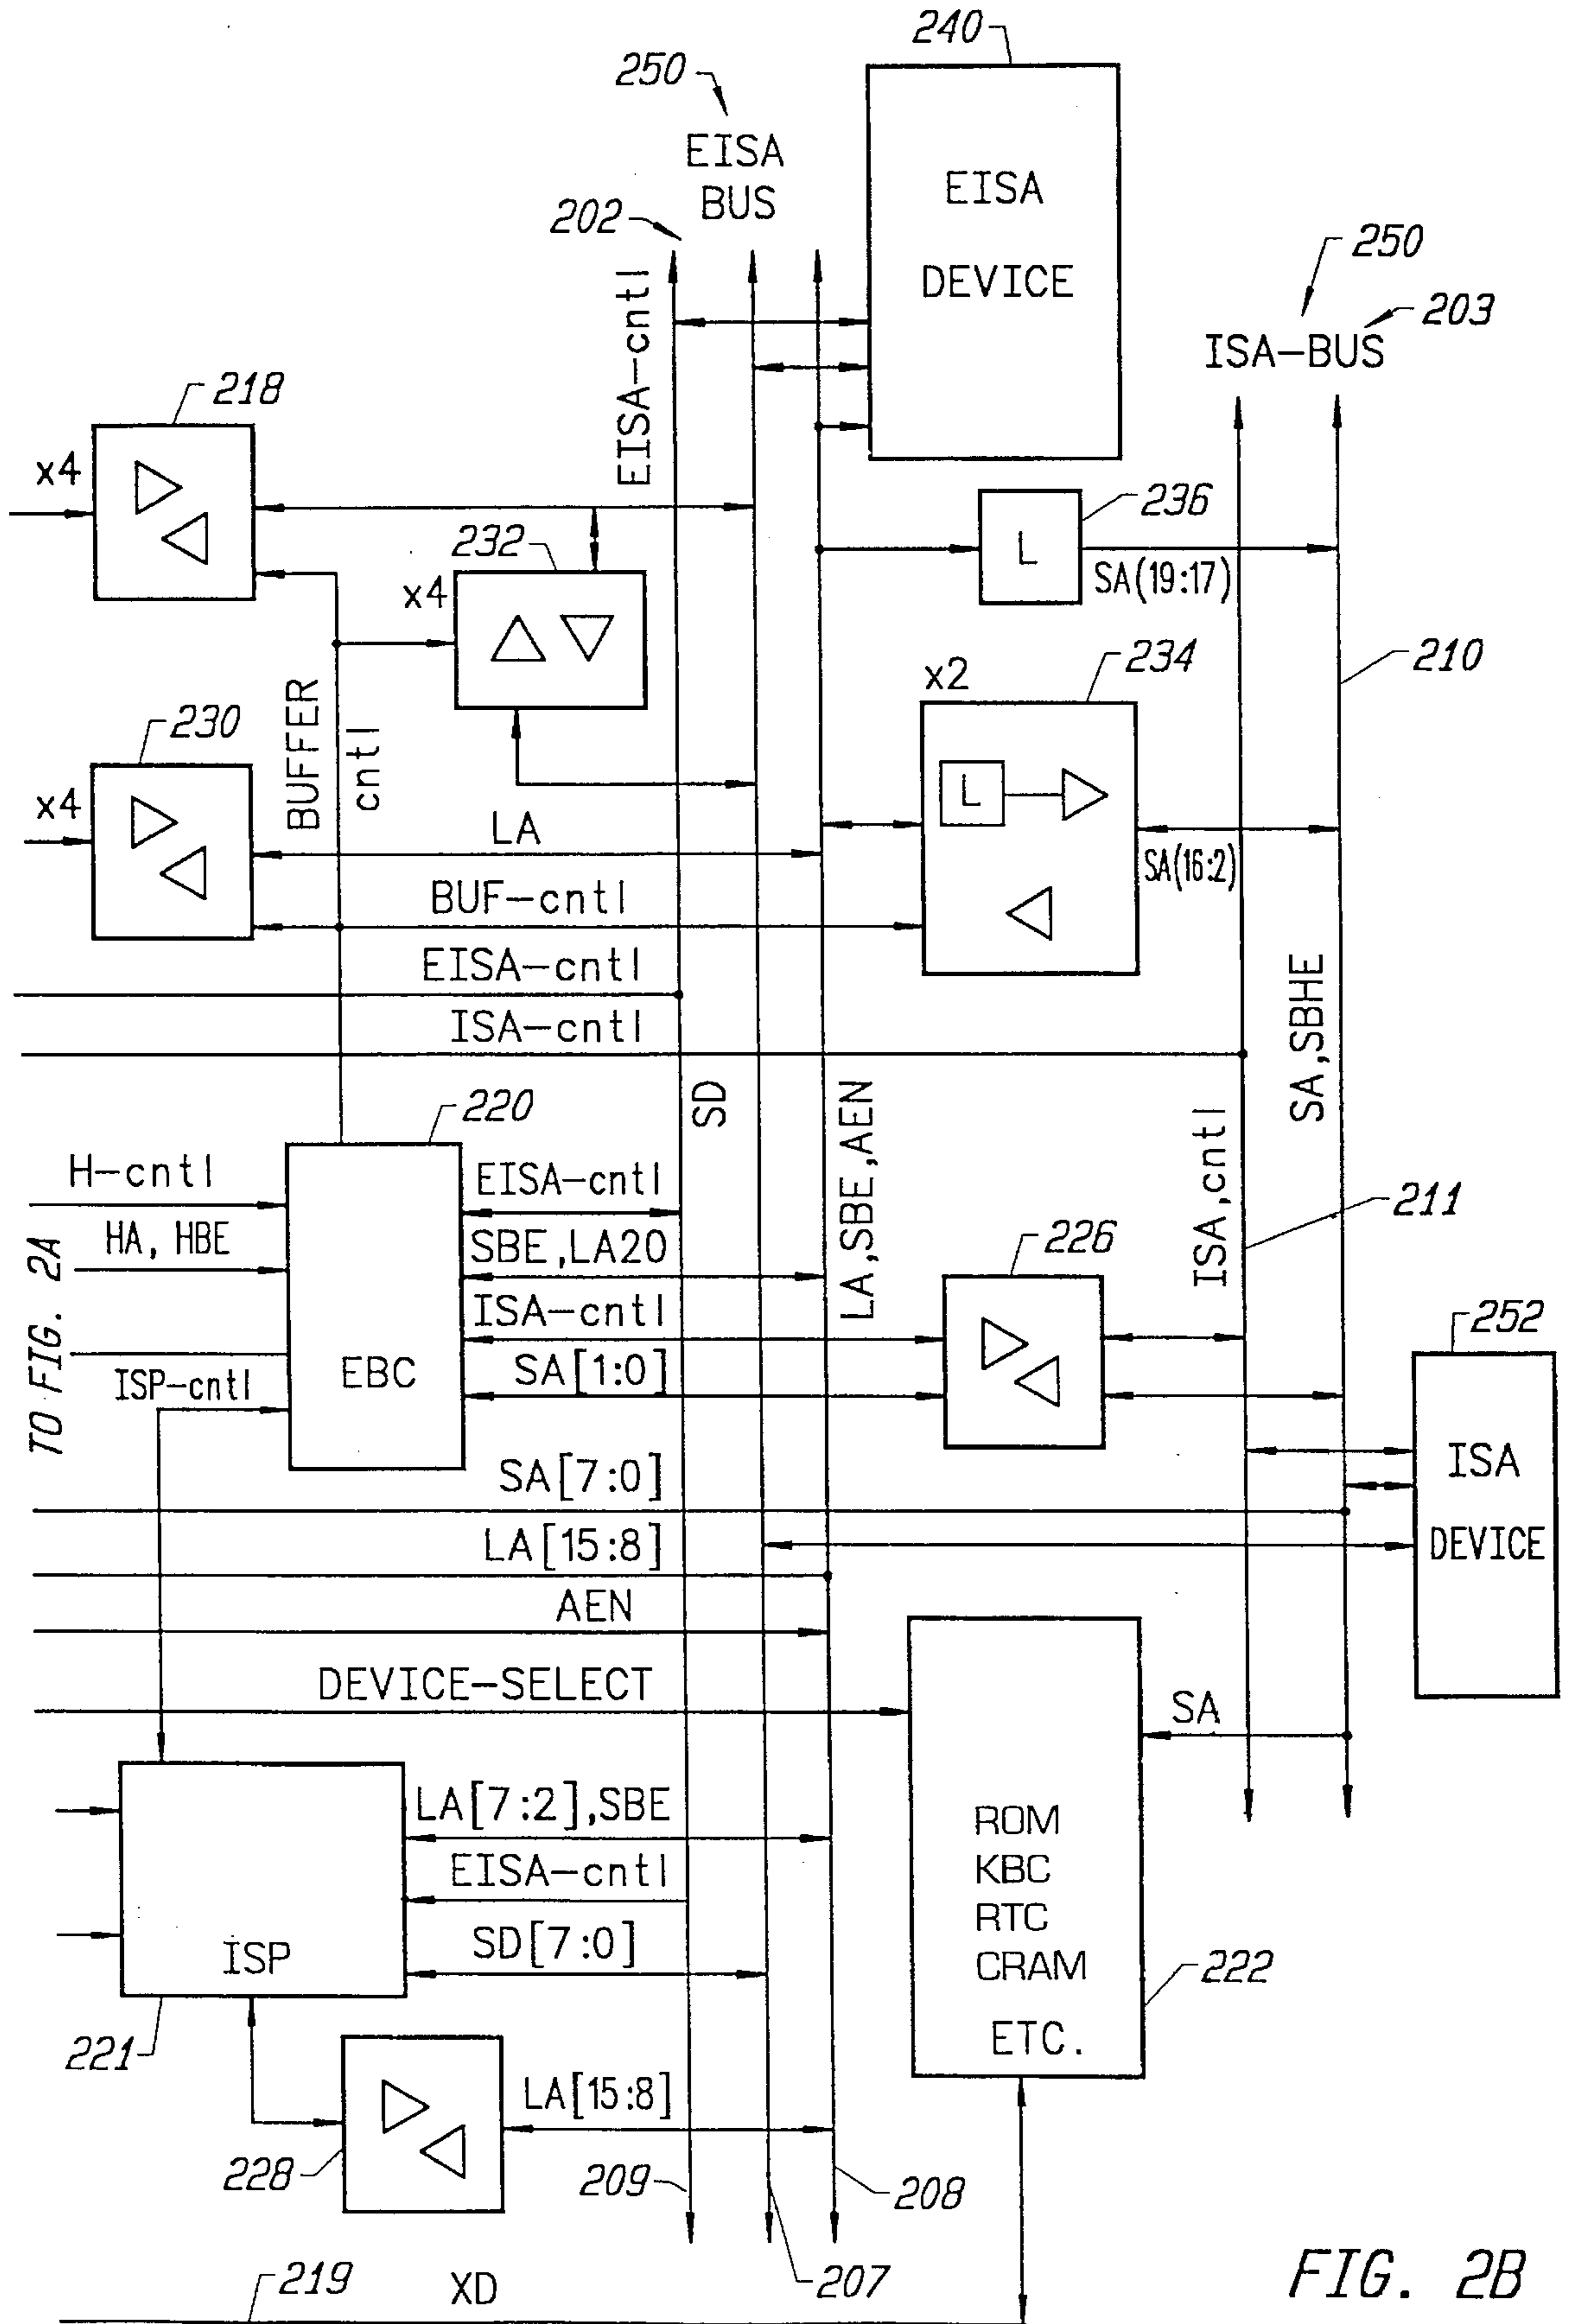 240
250
EISA
BUS
EISA
DEVICE
202
250
203
ISA-BUS
EISA-cntl
218
x4
236
L
SA(19:17)
232
x4
234
x2
210
230
x4
BUFFER
cntl
L
LA
SA(16:2)
BUF-cntl
EISA-cntl
SA,SBHE
ISA-cntl
SD
LA,SBE,AEN
220
ISA,cntl
H-cntl
EISA-cntl
211
HA, HBE
SBE,LA20
226
TO FIG. 2A
ISA-cntl
252
EBC
SA[1:0]
ISP-cntl
ISA
DEVICE
SA[7:0]
LA[15:8]
AEN
DEVICE-SELECT
SA
LA[7:2],SBE
ROM
KBC
RTC
CRAM
ETC.
EISA-cntl
SD[7:0]
ISP
222
221
LA[15:8]
228
209
208
219
XD
207
FIG. 2B